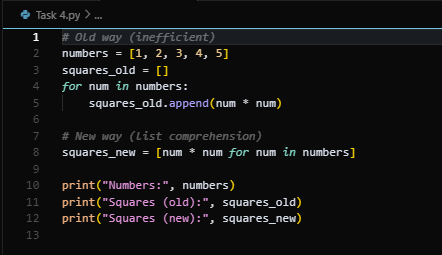 Task 4.py > ...
1 # Old way (inefficient)
2 numbers = [1, 2, 3, 4, 5]
3 squares_old = []
4 for num in numbers:
5     squares_old.append(num * num)
6
7 # New way (list comprehension)
8 squares_new = [num * num for num in numbers]
9
10 print("Numbers:", numbers)
11 print("Squares (old):", squares_old)
12 print("Squares (new):", squares_new)
13